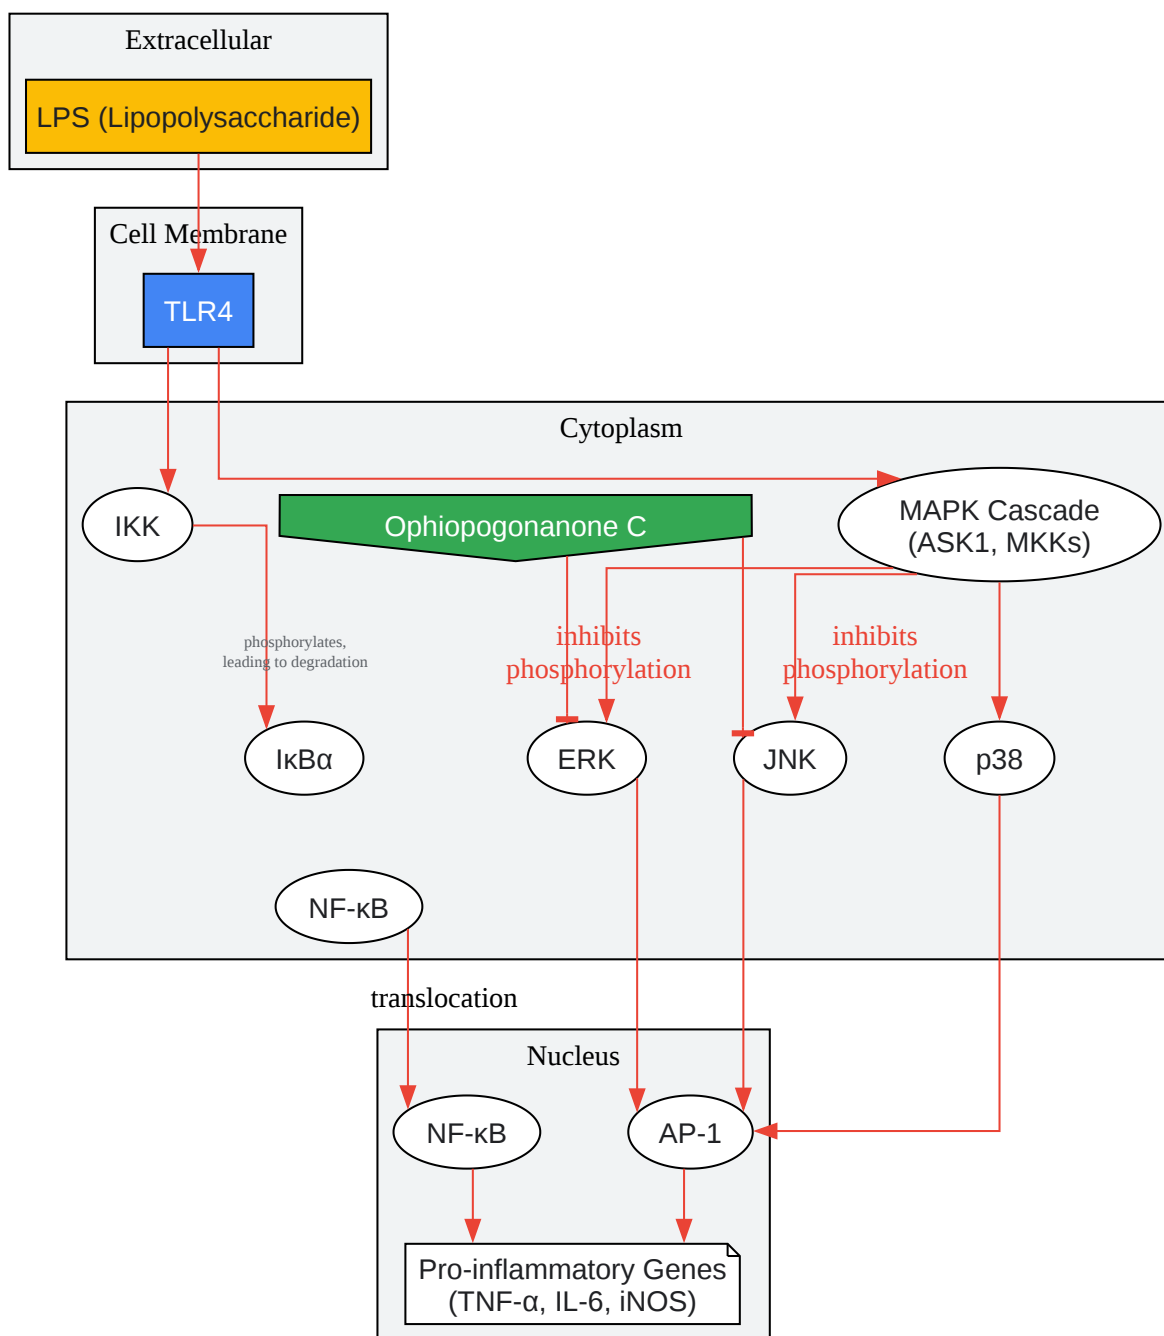 Extracellular
LPS (Lipopolysaccharide)
Cell Membrane
TLR4
Cytoplasm
IKK
Ophiopogonanone C
MAPK Cascade
(ASK1, MKKs)
phosphorylates,
leading to degradation
inhibits
phosphorylation
inhibits
phosphorylation
IκBα
ERK
JNK
p38
NF-κB
translocation
Nucleus
NF-κB
AP-1
Pro-inflammatory Genes
(TNF-α, IL-6, iNOS)